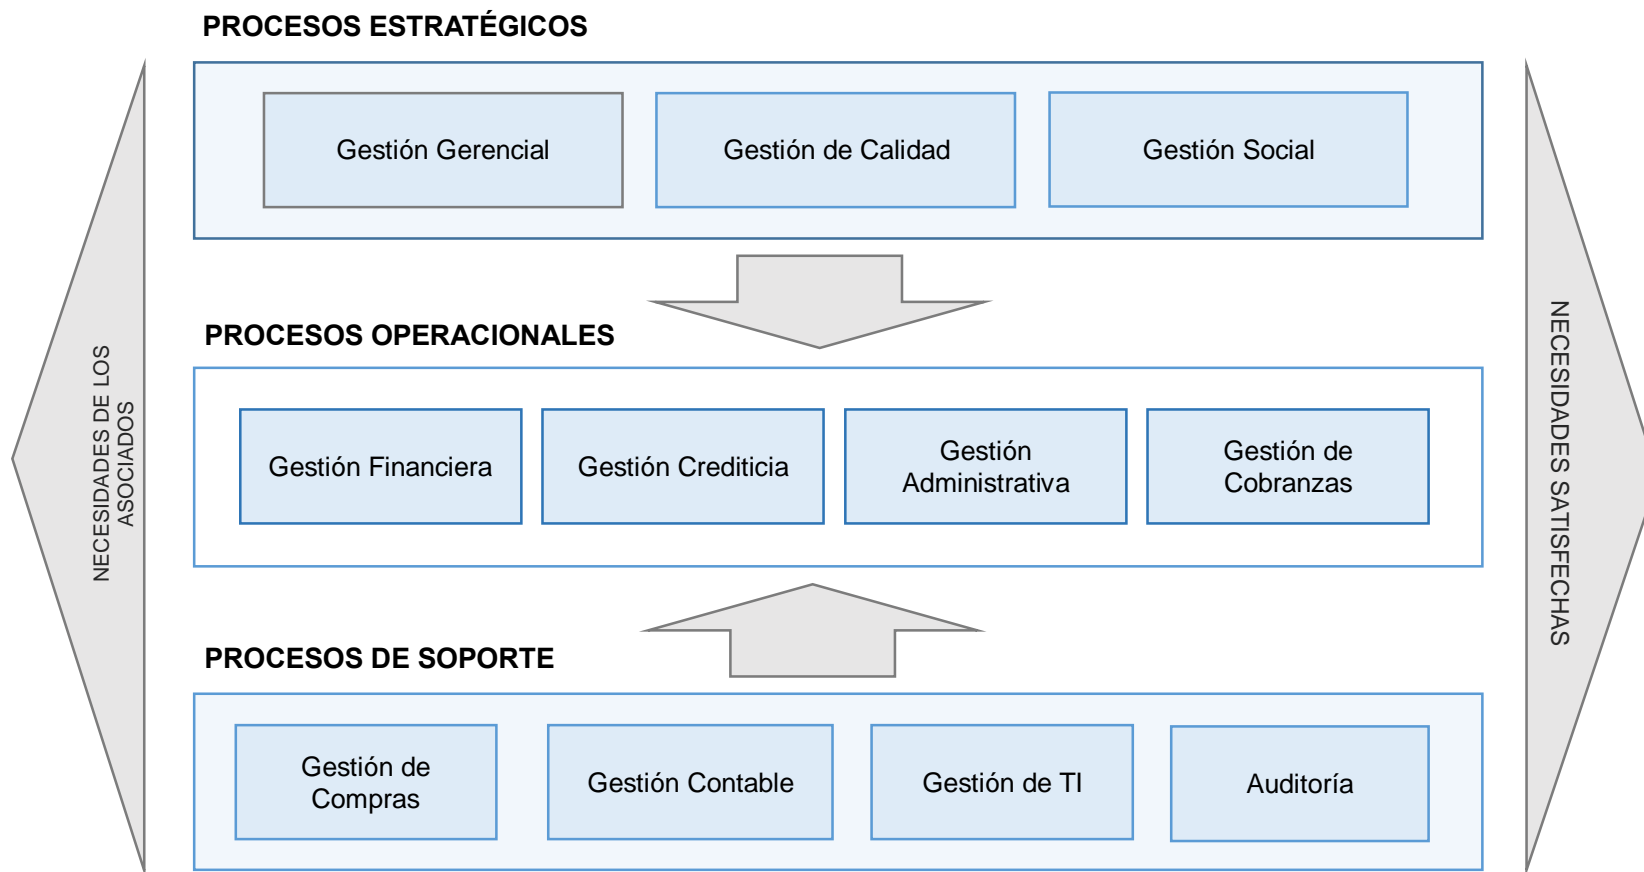 PROCESOS ESTRATÉGICOS
Gestión Gerencial
Gestión de Calidad
Gestión Social
NECESIDADES DE LOS
ASOCIADOS
PROCESOS OPERACIONALES
Gestión Financiera
Gestión Crediticia
Gestión
Administrativa
Gestión de
Cobranzas
PROCESOS DE SOPORTE
Gestión de
Compras
Gestión Contable
Gestión de TI
Auditoría
NECESIDADES SATISFECHAS